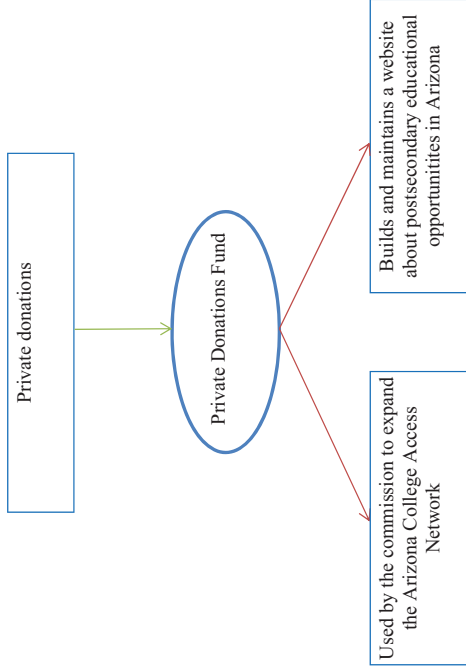 Private donations
Private Donations Fund
Used by the commission to expand
the Arizona College Access
Network
Builds and maintains a website
about postsecondary educational
opportunitites in Arizona